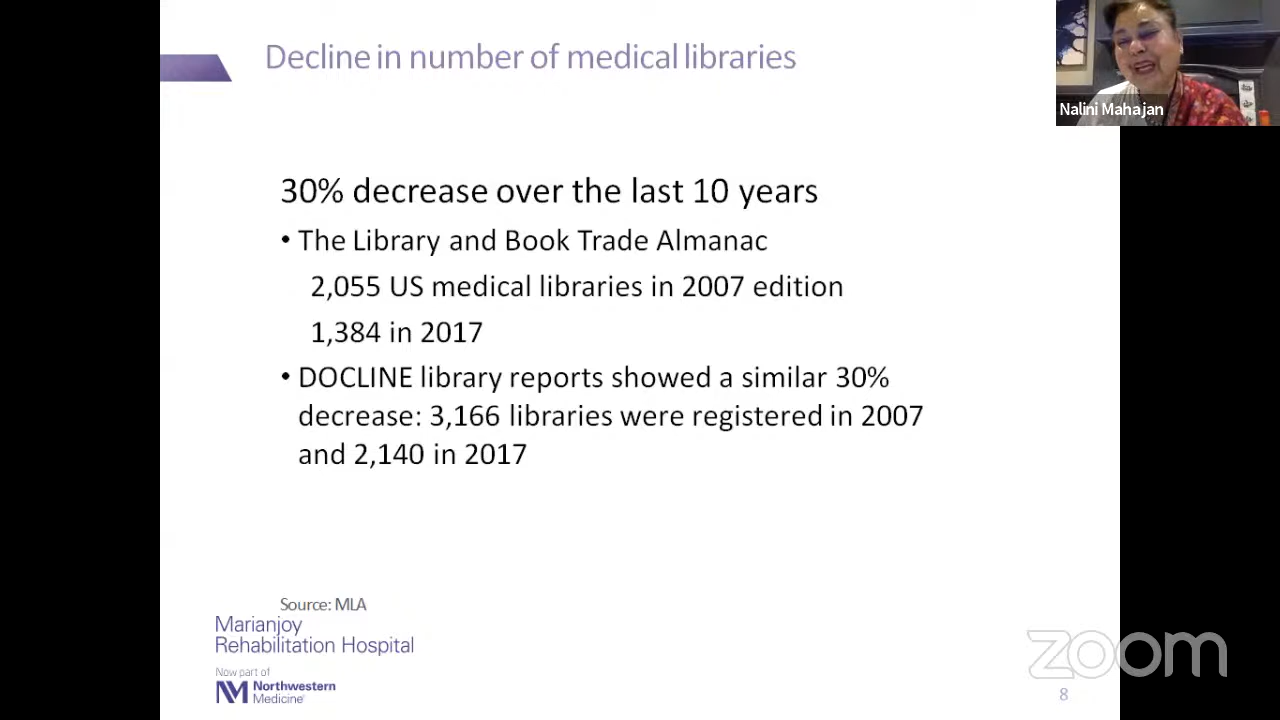 Decline in number of medical libraries
Nalini Mahajan
30% decrease over the last 10 years
• The Library and Book Trade Almanac
2,055 US medical libraries in 2007 edition
1,384 in 2017
• DOCLINE library reports showed a similar 30%
decrease: 3,166 libraries were registered in 2007
and 2,140 in 2017
Source: MLA
Marianjoy
Rehabilitation Hospital
Now part of
Northwestern
Medicine
zoom
8